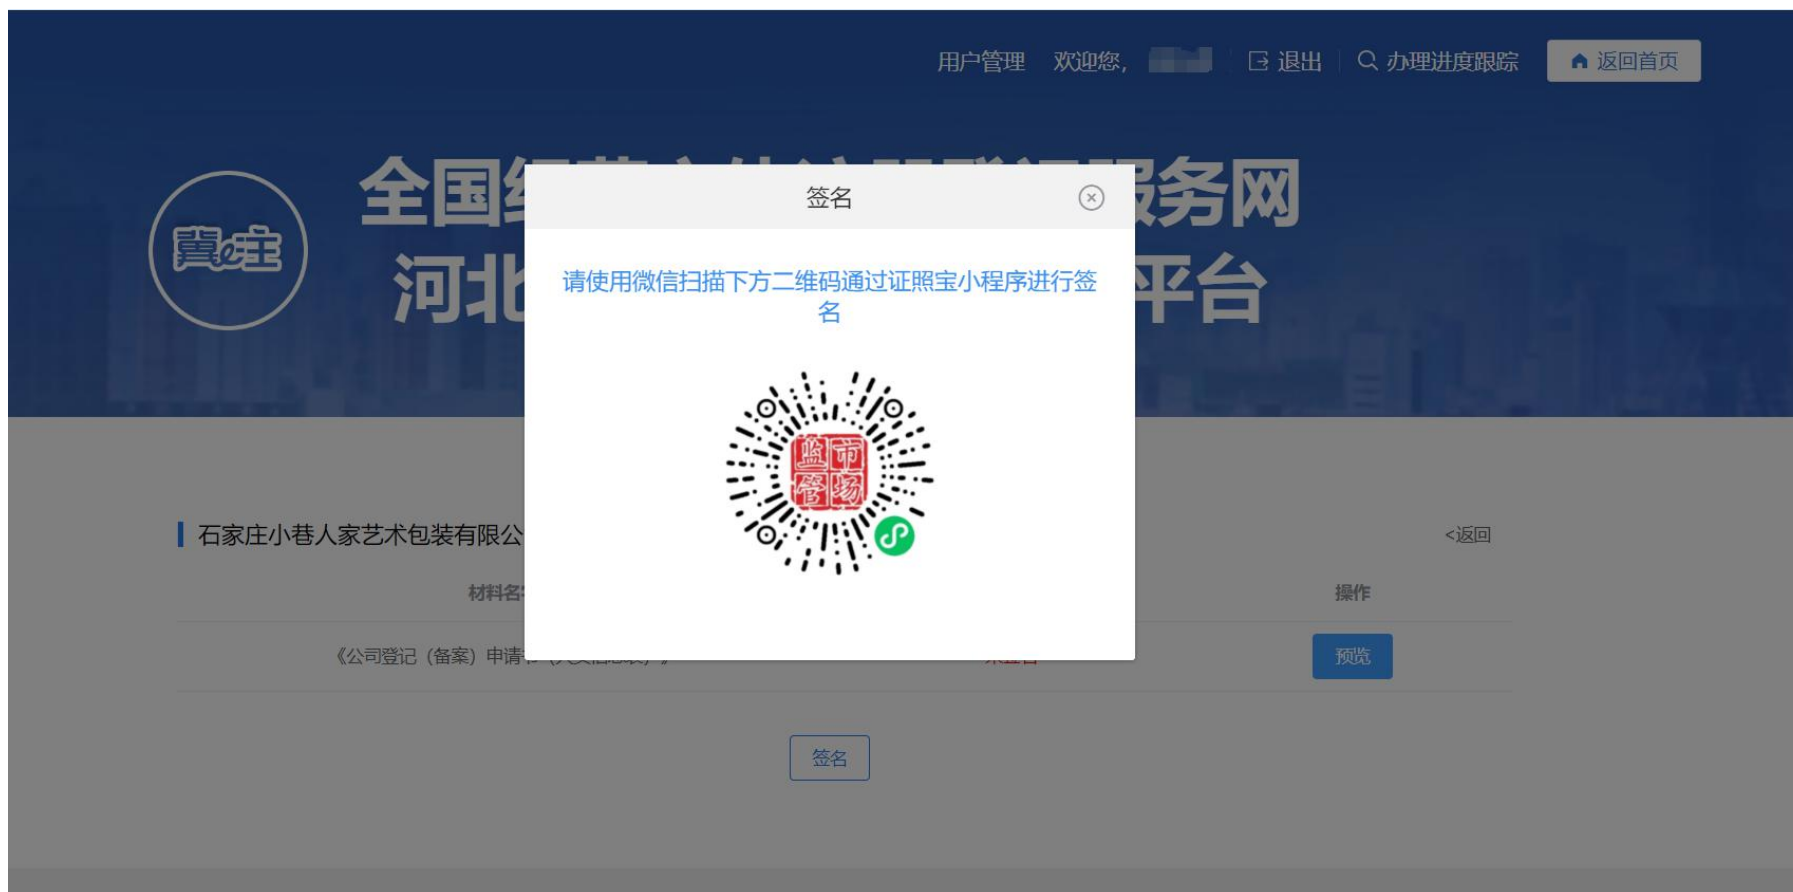 用户管理 欢迎您, 退出 办理进度跟踪 返回首页
全国 服务网
冀e主
河北 平台
签名
请使用微信扫描下方二维码通过证照宝小程序进行签
名
监市
管场
石家庄小巷人家艺术包装有限公
<返回
材料名 操作
《公司登记（备案）申请 预览
签名